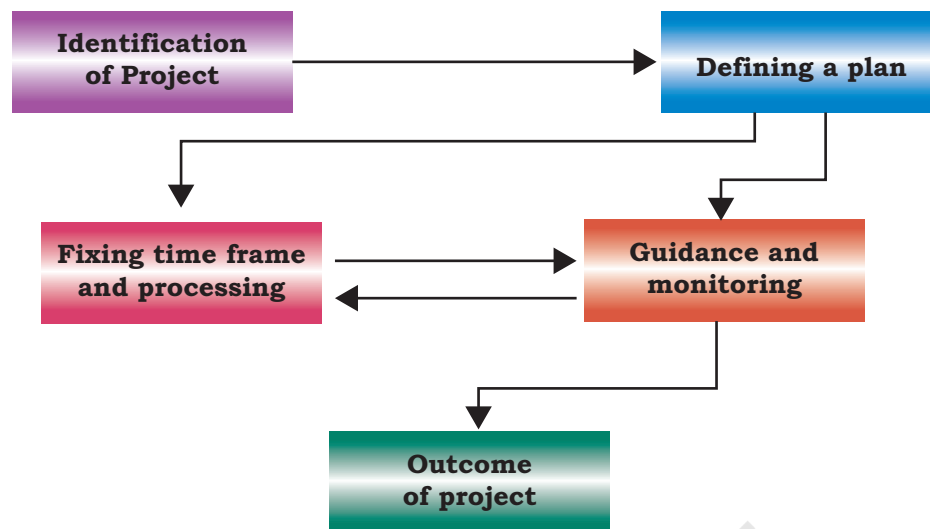 Identification
of Project
Defining a plan
Fixing time frame
and processing
Guidance and
monitoring
Outcome
of project